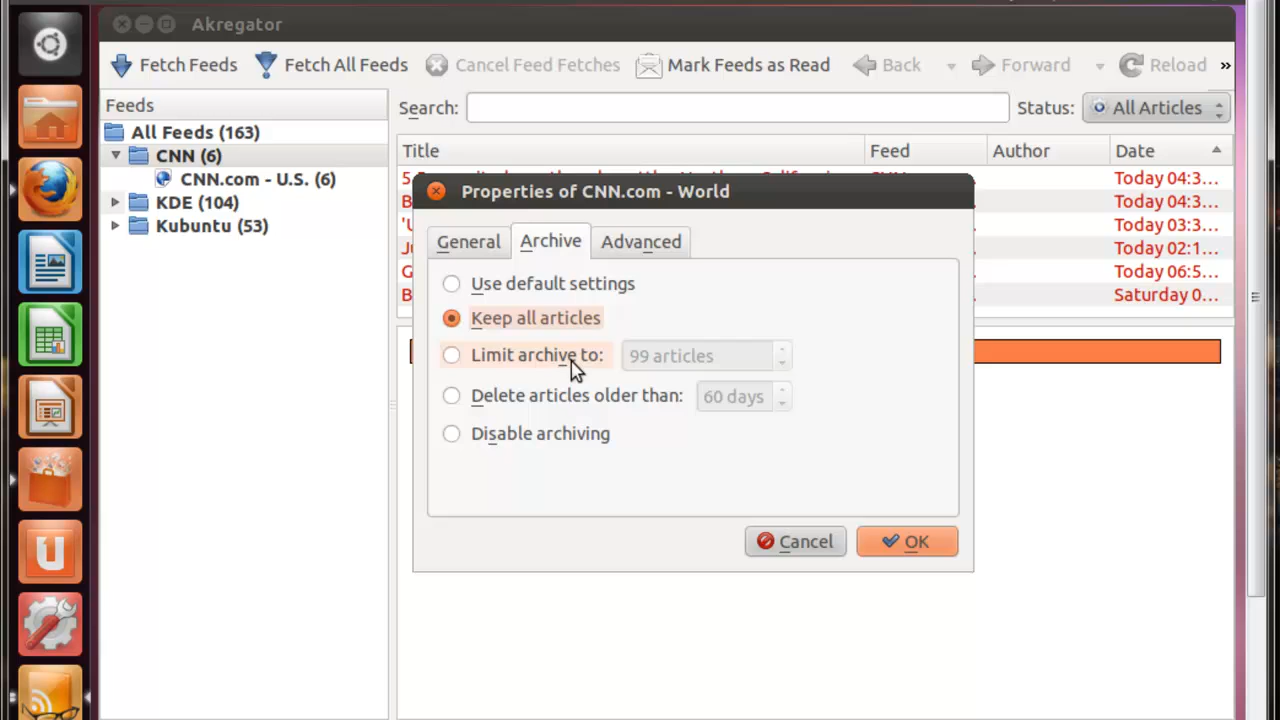 Akregator
Fetch Feeds Fetch All Feeds Cancel Feed Fetches Mark Feeds as Read Back Forward Reload »
Feeds
Search: Status: All Articles
All Feeds (163)
CNN (6)
CNN.com - U.S. (6)
KDE (104)
Kubuntu (53)
Title Feed Author Date
Today 04:3...
Today 04:3...
Today 03:3...
Today 02:1...
Today 06:5...
Saturday 0...
Properties of CNN.com - World
General Archive Advanced
Use default settings
Keep all articles
Limit archive to: 99 articles
Delete articles older than: 60 days
Disable archiving
Cancel OK